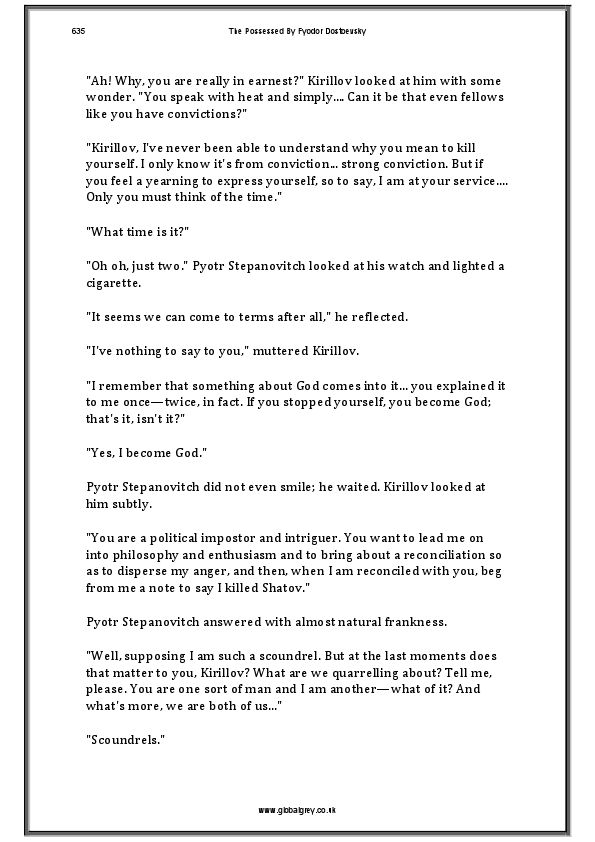 635
The Possessed By Fyodor Dostoevsky
"Ah! Why, you are really in earnest?" Kirillov looked at him with some
wonder. "You speak with heat and simply.... Can it be that even fellows
like you have convictions?"
"Kirillov, I've never been able to understand why you mean to kill
yourself. I only know it's from conviction... strong conviction. But if
you feel a yearning to express yourself, so to say, I am at your service....
Only you must think of the time."
"What time is it?"
"Oh oh, just two." Pyotr Stepanovitch looked at his watch and lighted a
cigarette.
"It seems we can come to terms after all," he reflected.
"I've nothing to say to you," muttered Kirillov.
"I remember that something about God comes into it... you explained it
to me once—twice, in fact. If you stopped yourself, you become God;
that's it, isn't it?"
"Yes, I become God."
Pyotr Stepanovitch did not even smile; he waited. Kirillov looked at
him subtly.
"You are a political impostor and intriguer. You want to lead me on
into philosophy and enthusiasm and to bring about a reconciliation so
as to disperse my anger, and then, when I am reconciled with you, beg
from me a note to say I killed Shatov."
Pyotr Stepanovitch answered with almost natural frankness.
"Well, supposing I am such a scoundrel. But at the last moments does
that matter to you, Kirillov? What are we quarrelling about? Tell me,
please. You are one sort of man and I am another—what of it? And
what's more, we are both of us..."
"Scoundrels."
www.globalgrey.co.uk